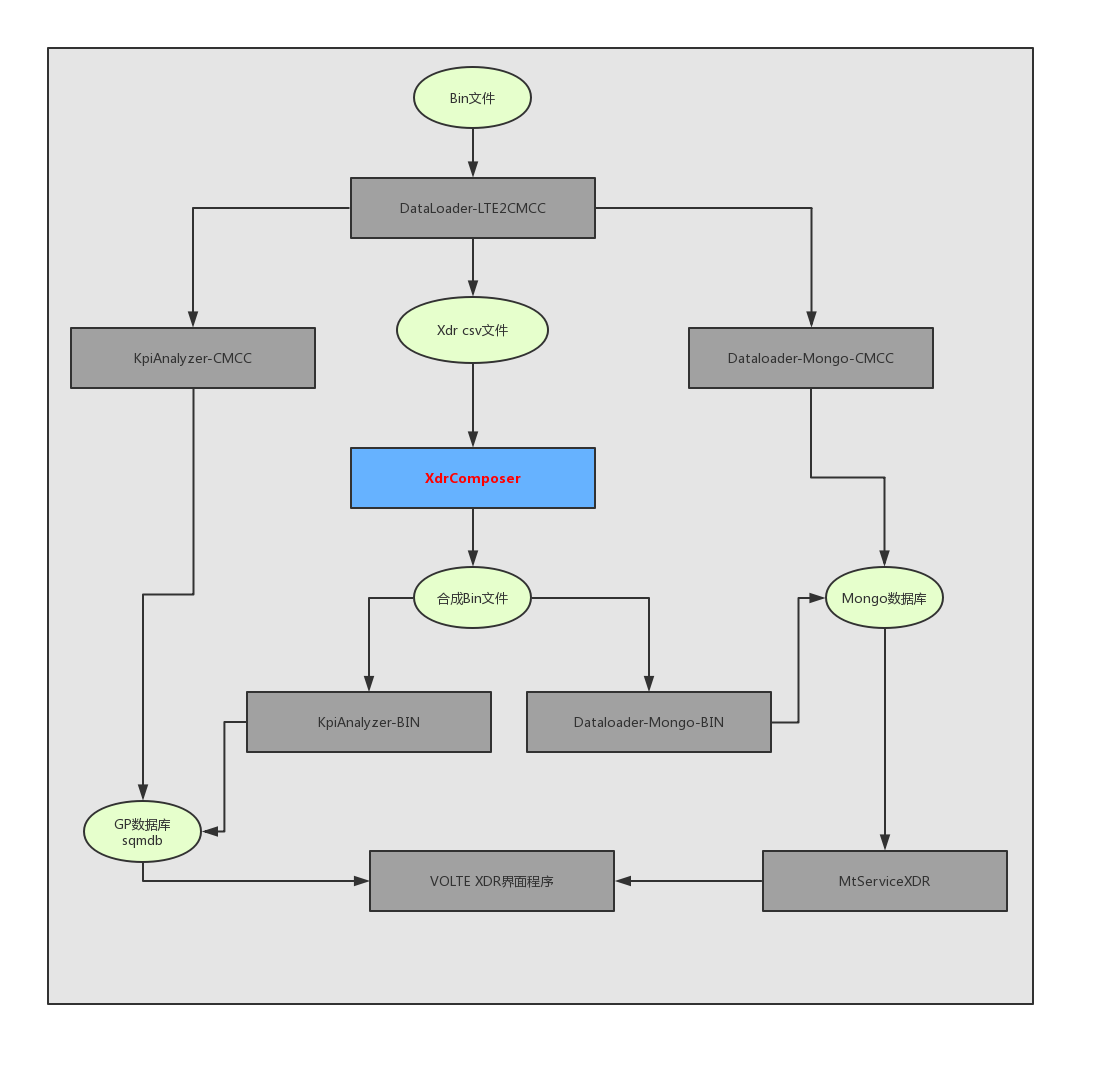 Bin文件
DataLoader-LTE2CMCC
Xdr csv文件
KpiAnalyzer-CMCC
Dataloader-Mongo-CMCC
XdrComposer
合成Bin文件
Mongo数据库
KpiAnalyzer-BIN
Dataloader-Mongo-BIN
GP数据库
sqmdb
VOLTE XDR界面程序
MtServiceXDR